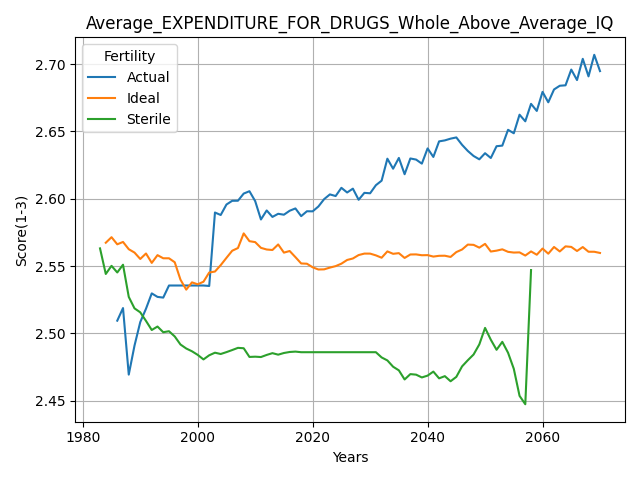 Average_EXPENDITURE_FOR_DRUGS_Whole_Above_Average_IQ
Fertility
Actual
Ideal
Sterile
2.70
2.65
2.60
2.55
2.50
2.45
Score(1-3)
1980 2000 2020 2040 2060
Years